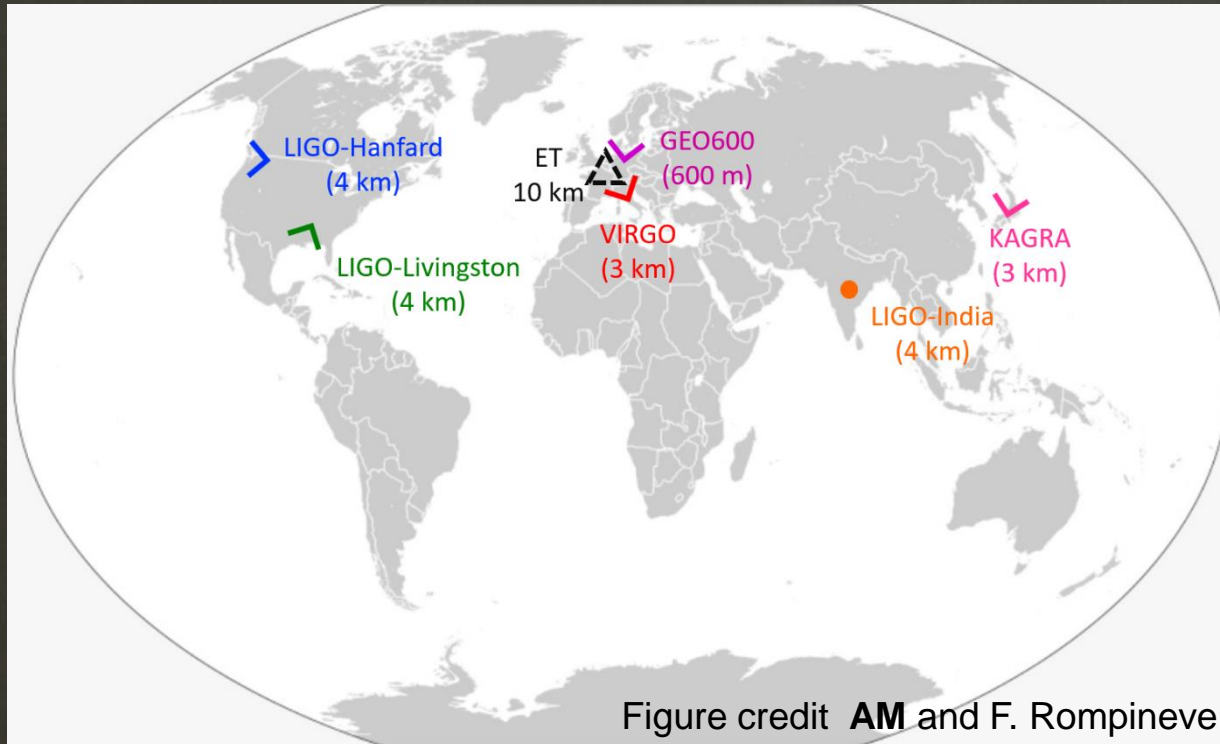 LIGO-Hanfard
(4 km)
ET
10 km
GEO600
(600 m)
LIGO-Livingston
(4 km)
VIRGO
(3 km)
KAGRA
(3 km)
LIGO-India
(4 km)
Figure credit AM and F. Rompineve